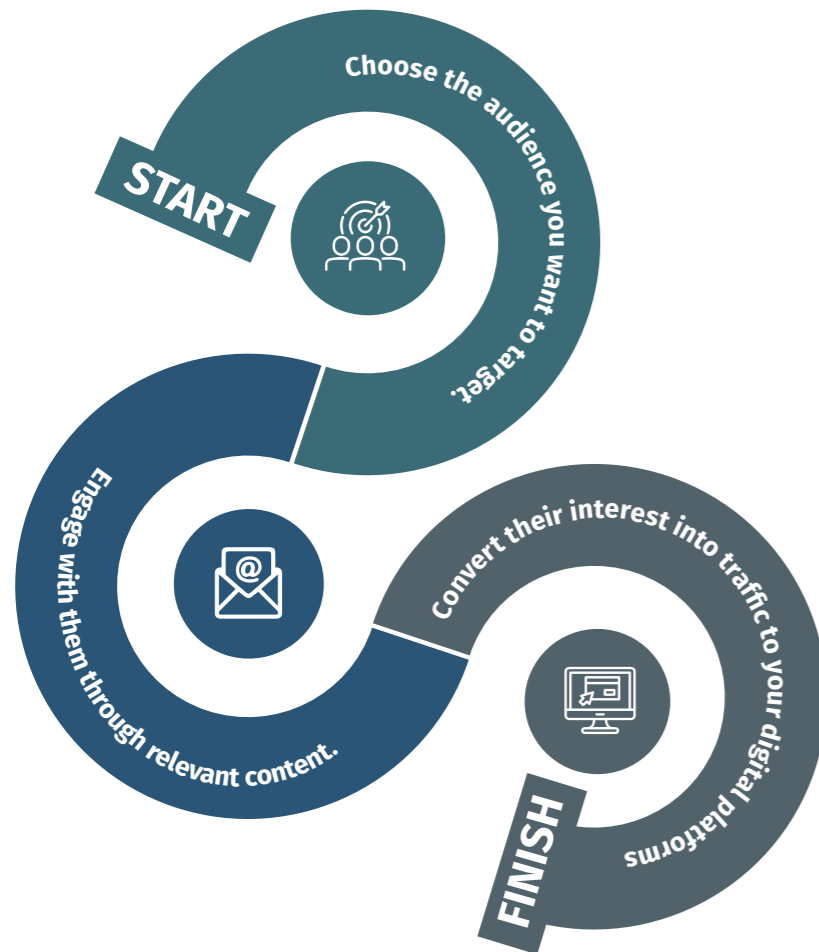 START
Choose the audience you want to target.
Engage with them through relevant content.
@
Convert their interest into traffic to your digital platforms
FINISH